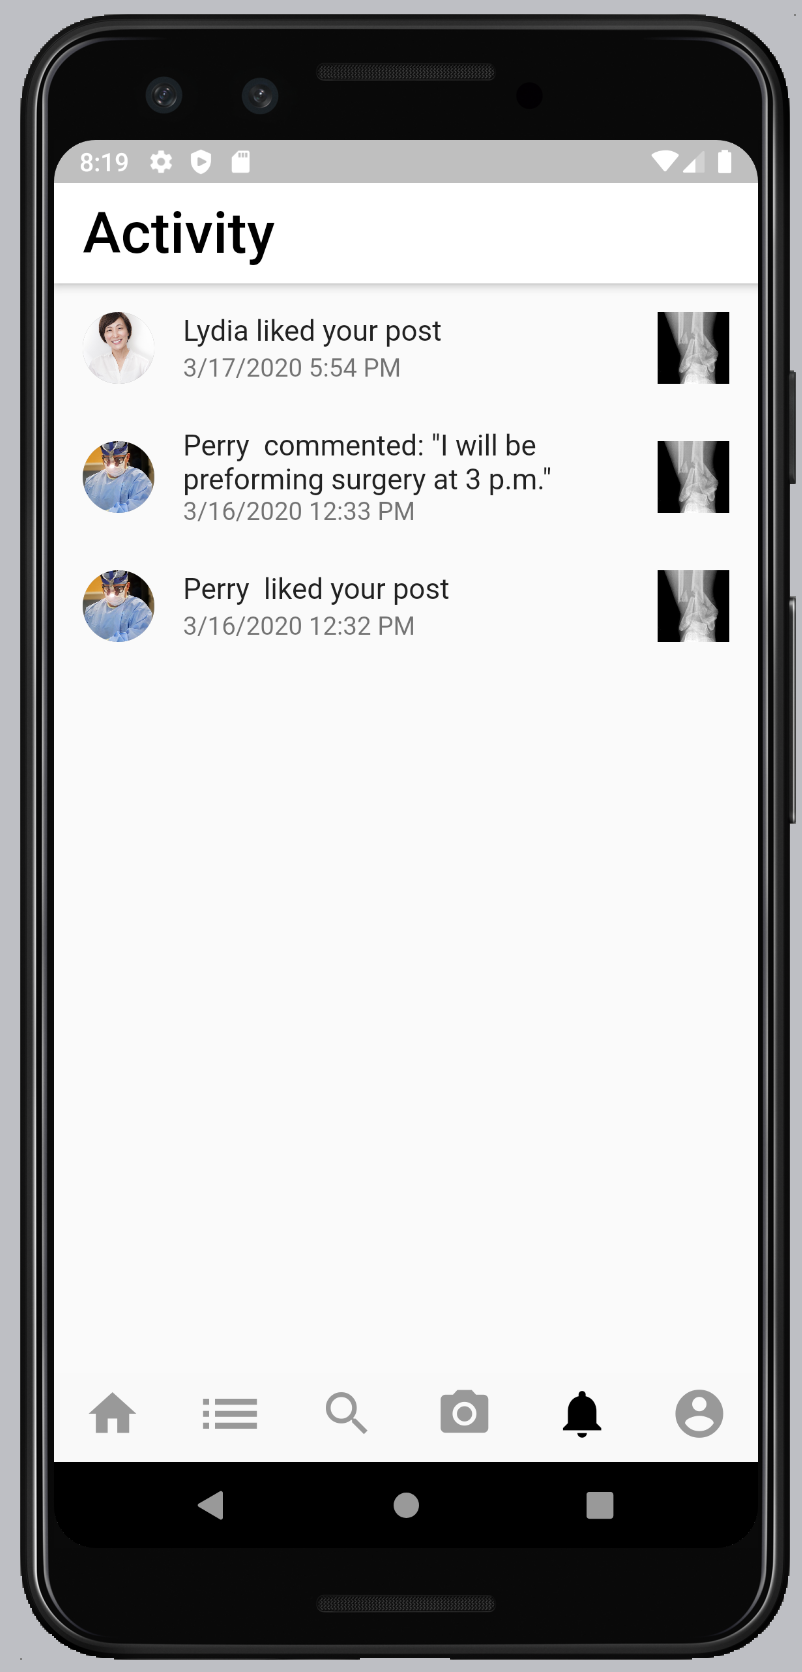 8:19
Activity
Lydia liked your post
3/17/2020 5:54 PM
Perry  commented: "I will be
preforming surgery at 3 p.m."
3/16/2020 12:33 PM
Perry  liked your post
3/16/2020 12:32 PM